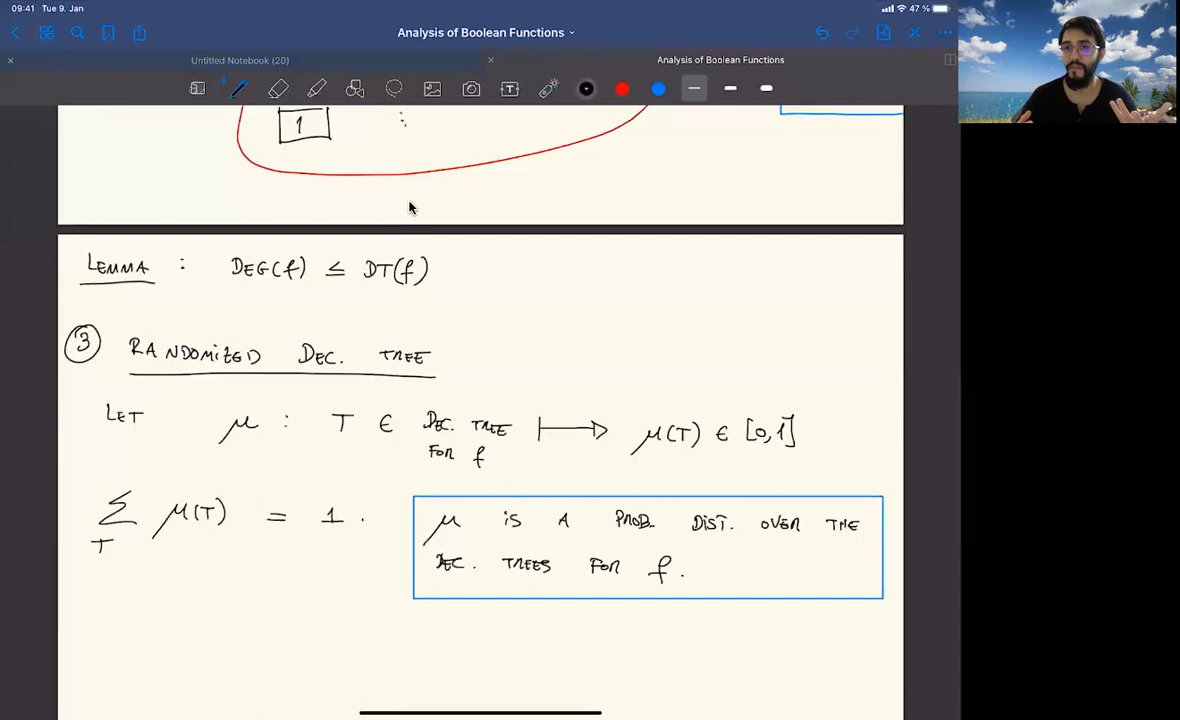 09:41 Tue 9. Jan
47 %
Analysis of Boolean Functions
Untitled Notebook (20)
Analysis of Boolean Functions
1
LEMMA : DEG(f) ≤ DT(f)
③ RANDOMIZED DEC. TREE
LET μ : T ∈ DEC. TREE FOR f ⟼ μ(T) ∈ [0,1]
∑_T μ(T) = 1.
μ IS A PROB. DIST. OVER THE
DEC. TREES FOR f.